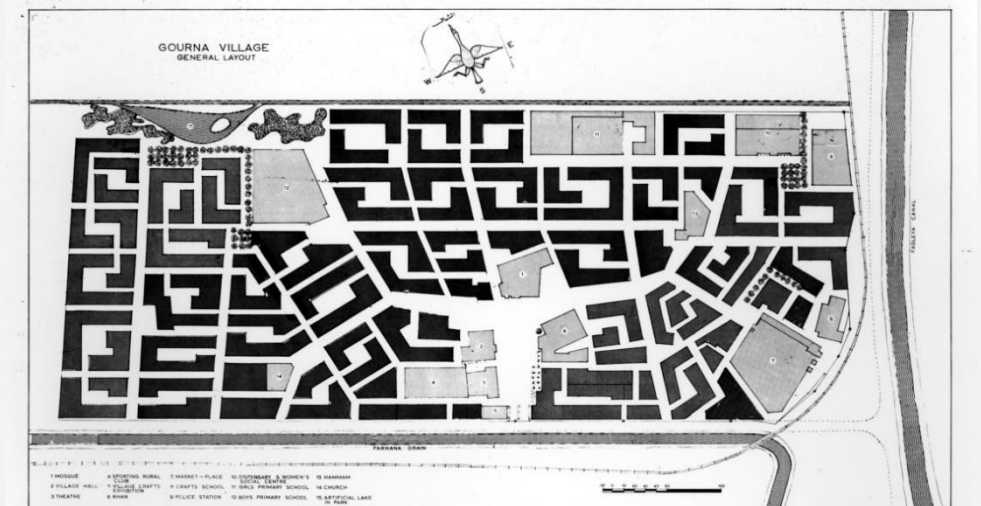 GOURNA VILLAGE
GENERAL LAYOUT
E
W
S
FADLEYA CANAL
FARHANA DRAIN
1 MOSQUE
2 VILLAGE HALL
3 THEATRE
4 SPORTING RURAL
CLUB
5 VILLAGE CRAFTS
EXHIBITION
6 KHAN
7 MARKET-PLACE
8 CRAFTS SCHOOL
9 POLICE STATION
10 DISPENSARY & WOMEN'S
SOCIAL CENTRE
11 GIRLS PRIMARY SCHOOL
12 BOYS PRIMARY SCHOOL
13 HAMMAM
14 CHURCH
15 ARTIFICIAL LAKE
IN PARK